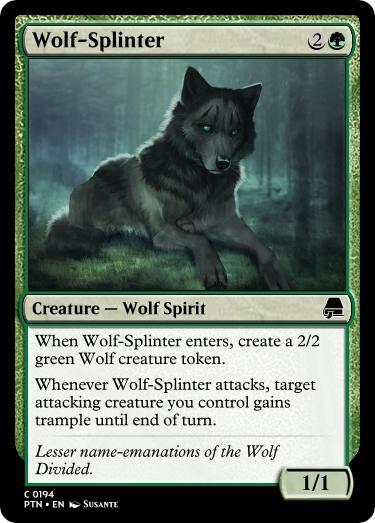 Wolf-Splinter 2
Creature — Wolf Spirit
When Wolf-Splinter enters, create a 2/2
green Wolf creature token.
Whenever Wolf-Splinter attacks, target
attacking creature you control gains
trample until end of turn.
Lesser name-emanations of the Wolf
Divided.
1/1
C 0194
PTN • EN Susante